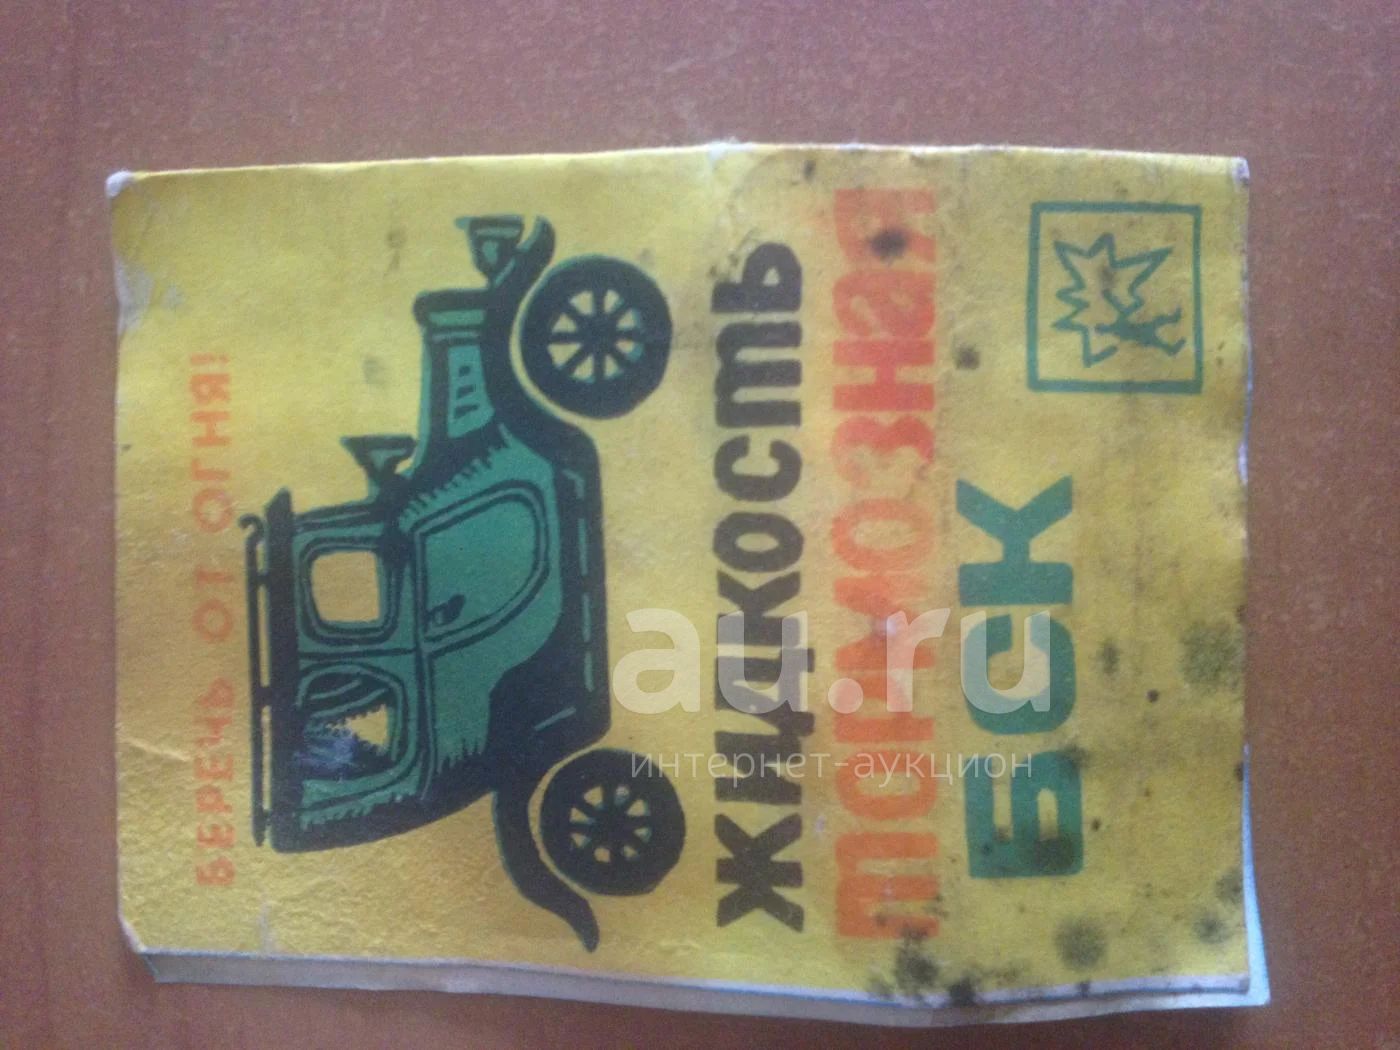 БЕРЕЧЬ ОТ ОГНЯ!
ЖИДКОСТЬ
ТОРМОЗНАЯ
БСК
au.ru
интернет-аукцион